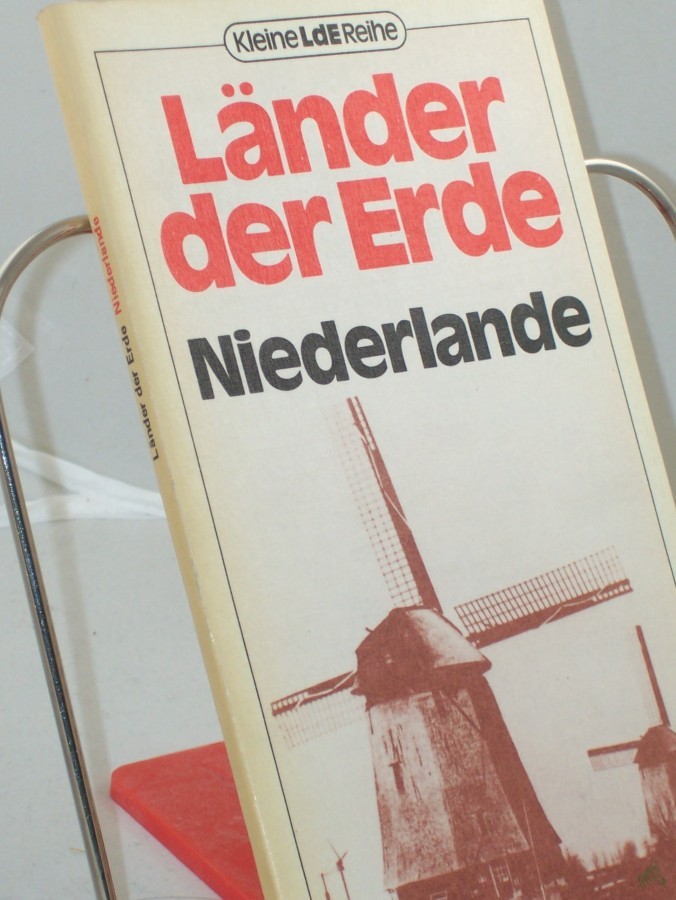 Kleine LdE Reihe
Länder
der Erde
Niederlande
Länder der Erde Niederlande